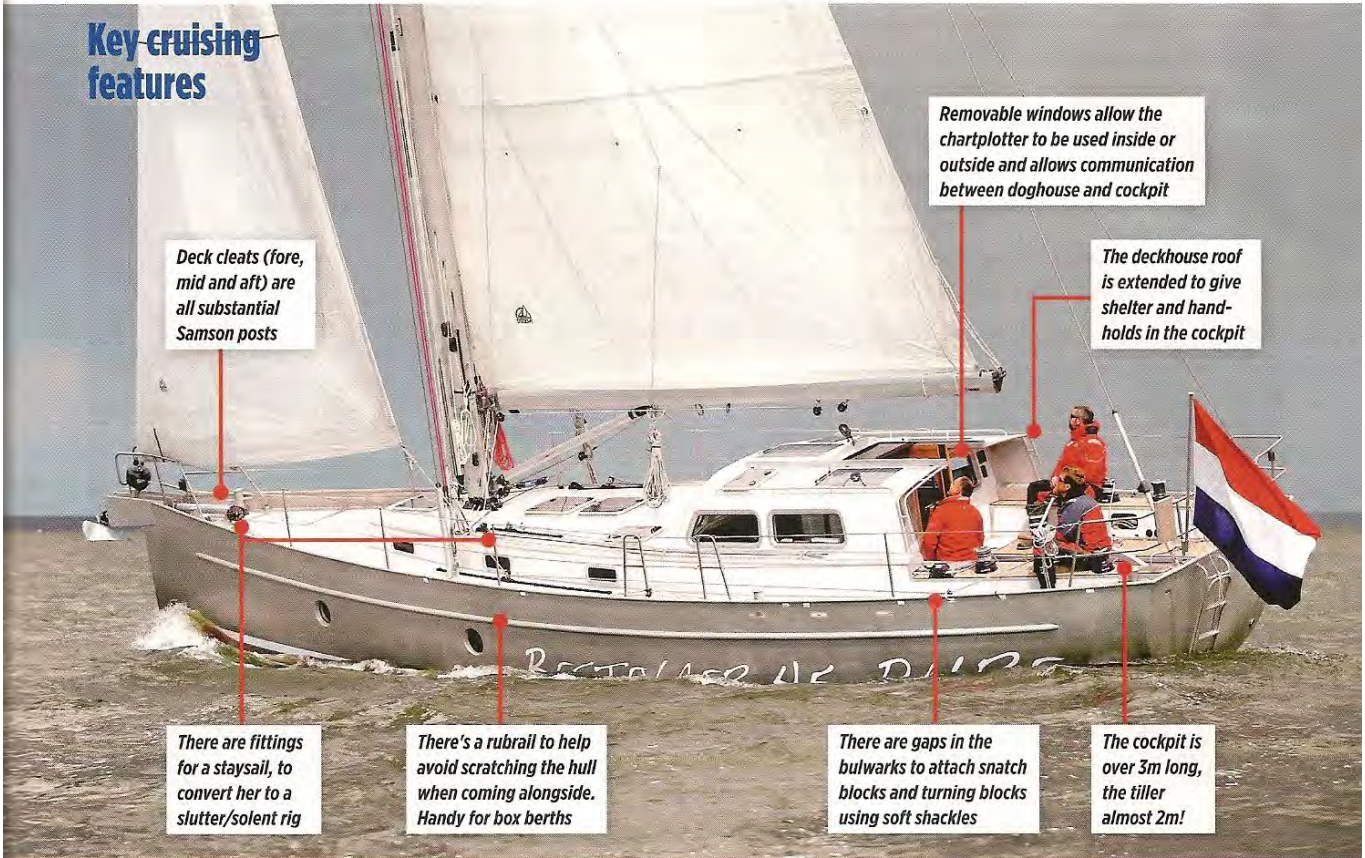 Key cruising
features
Removable windows allow the
chartplotter to be used inside or
outside and allows communication
between doghouse and cockpit
Deck cleats (fore,
mid and aft) are
all substantial
Samson posts
The deckhouse roof
is extended to give
shelter and hand-
holds in the cockpit
There are fittings
for a staysail, to
convert her to a
slutter/solent rig
There's a rubrail to help
avoid scratching the hull
when coming alongside.
Handy for box berths
There are gaps in the
bulwarks to attach snatch
blocks and turning blocks
using soft shackles
The cockpit is
over 3m long,
the tiller
almost 2m!